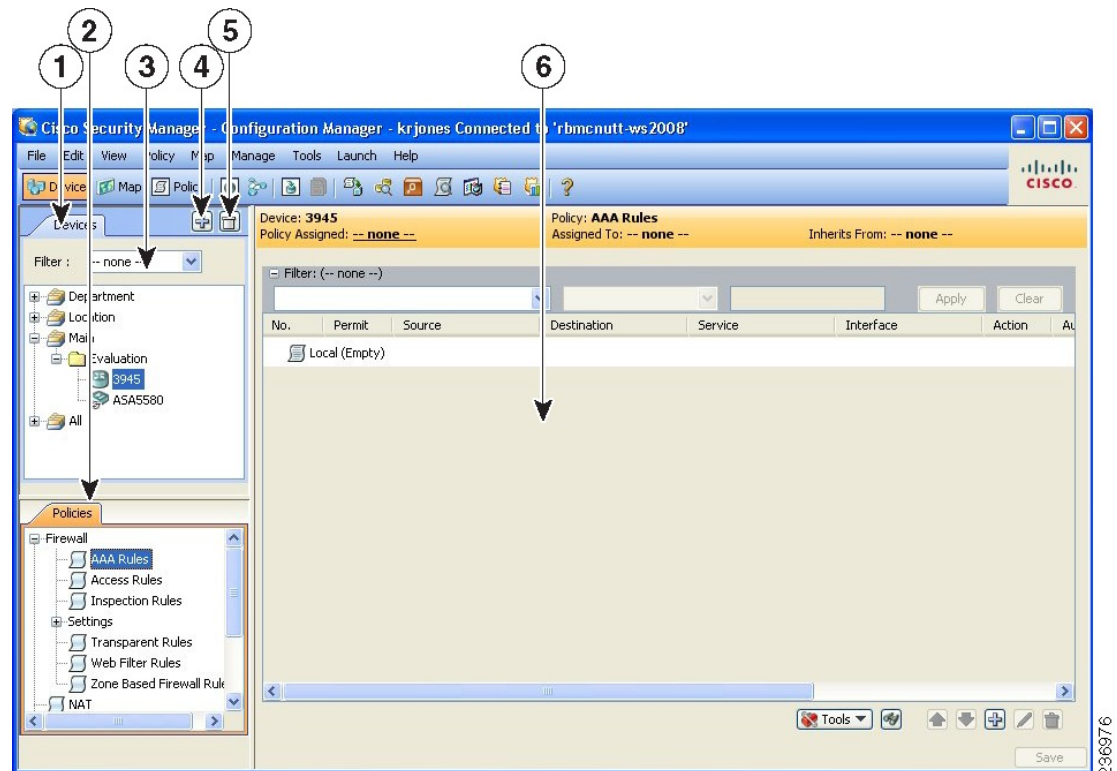 2
5
1
3
4
6
Cisco Security Manager - Configuration Manager - krjones Connected to 'rbmcnutt-ws2008'
File Edit View Policy Map Manage Tools Launch Help
Device Map Policy
CISCO
Devices
Device: 3945
Policy: AAA Rules
Policy Assigned: -- none --
Assigned To: -- none --
Inherits From: -- none --
Filter : -- none --
Filter: (-- none --)
Apply Clear
No. Permit Source Destination Service Interface Action Au
Local (Empty)
Department
Location
Main
Evaluation
3945
ASA5580
All
Policies
Firewall
AAA Rules
Access Rules
Inspection Rules
Settings
Transparent Rules
Web Filter Rules
Zone Based Firewall Rule
NAT
Tools
Save
236976